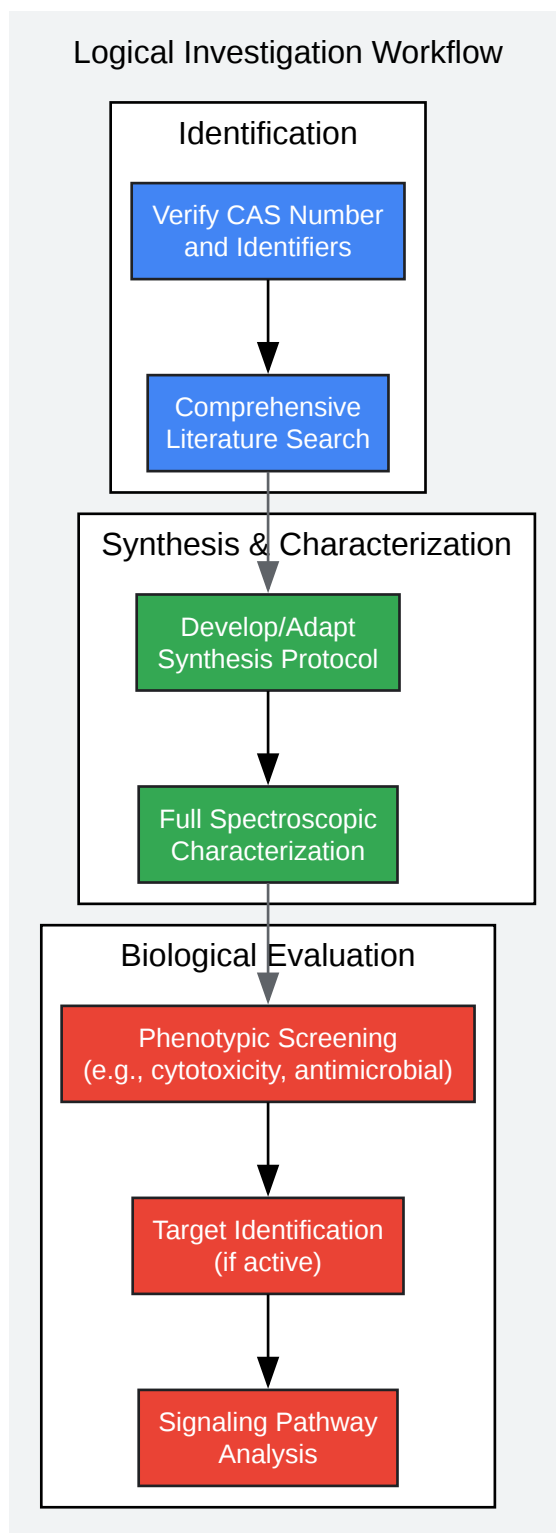 Logical Investigation Workflow
Identification
Verify CAS Number
and Identifiers
Comprehensive
Literature Search
Synthesis & Characterization
Develop/Adapt
Synthesis Protocol
Full Spectroscopic
Characterization
Biological Evaluation
Phenotypic Screening
(e.g., cytotoxicity, antimicrobial)
Target Identification
(if active)
Signaling Pathway
Analysis